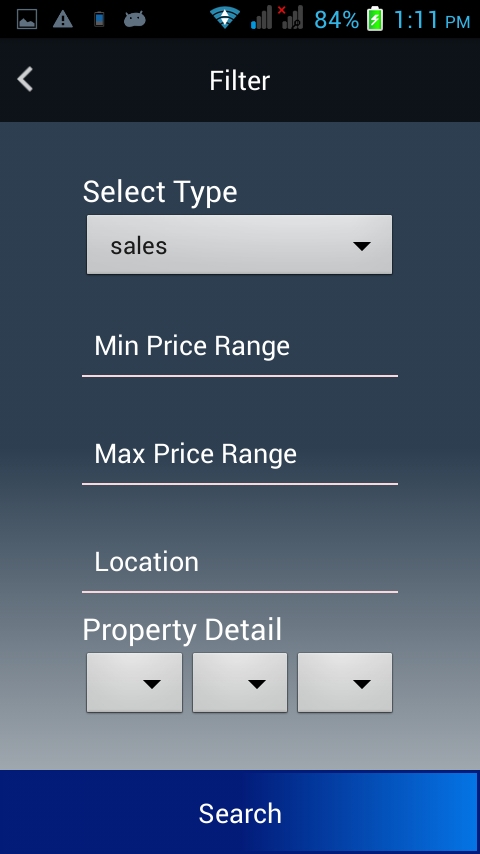 84% 1:11 PM
Filter
Select Type
sales
Min Price Range
Max Price Range
Location
Property Detail
Search